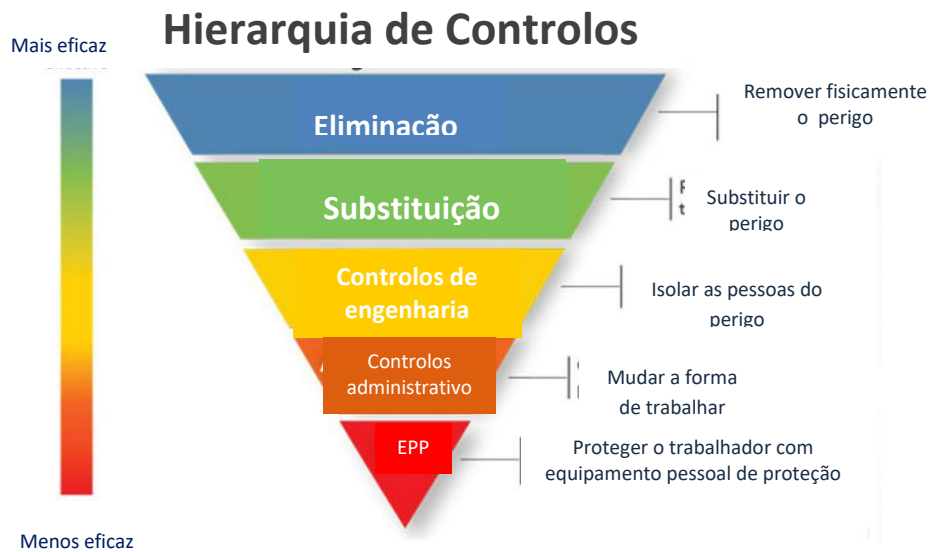 Hierarquia de Controlos
Mais eficaz
Eliminação
Remover fisicamente
o perigo
Substituição
Substituir o
perigo
Controlos de
engenharia
Isolar as pessoas do
perigo
Controlos
administrativo
Mudar a forma
de trabalhar
EPP
Proteger o trabalhador com
equipamento pessoal de proteção
Menos eficaz